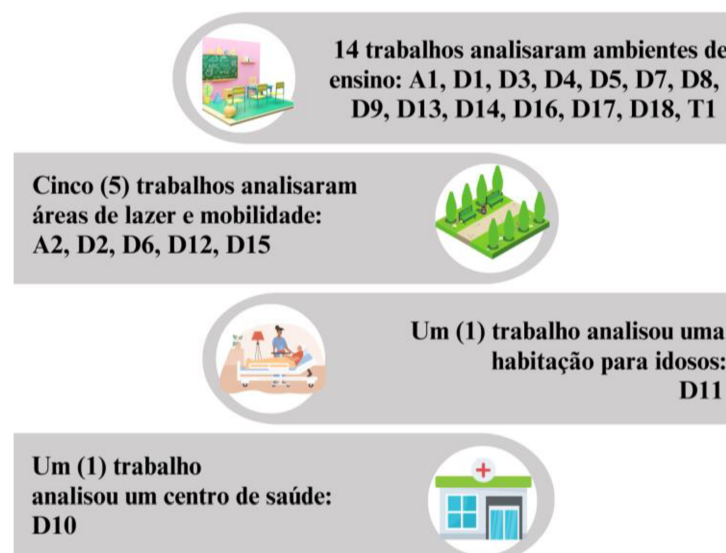 14 trabalhos analisaram ambientes de
ensino: A1, D1, D3, D4, D5, D7, D8,
D9, D13, D14, D16, D17, D18, T1
Cinco (5) trabalhos analisaram
áreas de lazer e mobilidade:
A2, D2, D6, D12, D15
Um (1) trabalho analisou uma
habitação para idosos:
D11
Um (1) trabalho
analisou um centro de saúde:
D10